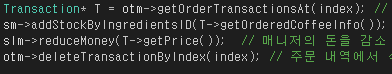 Transaction* T = otm->getOrderTransactionsAt(index); //
sm->addStockByIngredientsID(T->getOrderedCoffeeInfo());
slm->reduceMoney(T->getPrice()); // 매니저의 돈을 감소
otm->deleteTransactionByIndex(index); // 주문 내역에서